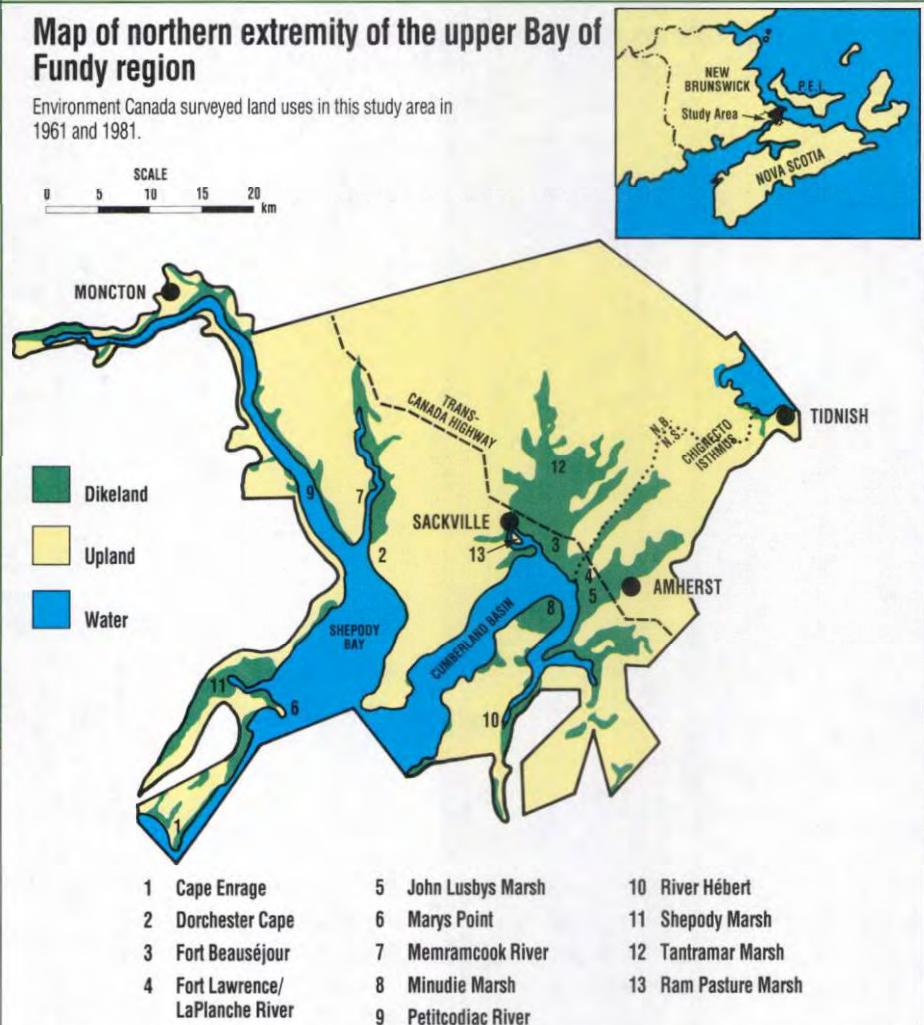 Map of northern extremity of the upper Bay of
Fundy region
Environment Canada surveyed land uses in this study area in
1961 and 1981.
SCALE
0 5 10 15 20
km
NEW
BRUNSWICK
P.E.I.
Study Area
NOVA SCOTIA
MONCTON
TRANS-
CANADA HIGHWAY
N.B.
N.S.
CHIGNECTO
ISTHMUS
TIDNISH
12
9
7
SACKVILLE
3
13
2
4
5
AMHERST
8
Dikeland
Upland
Water
SHEPODY
BAY
CUMBERLAND BASIN
11
6
10
1
1 Cape Enrage
2 Dorchester Cape
3 Fort Beauséjour
4 Fort Lawrence/
LaPlanche River
5 John Lusbys Marsh
6 Marys Point
7 Memramcook River
8 Minudie Marsh
9 Petitcodiac River
10 River Hébert
11 Shepody Marsh
12 Tantramar Marsh
13 Ram Pasture Marsh